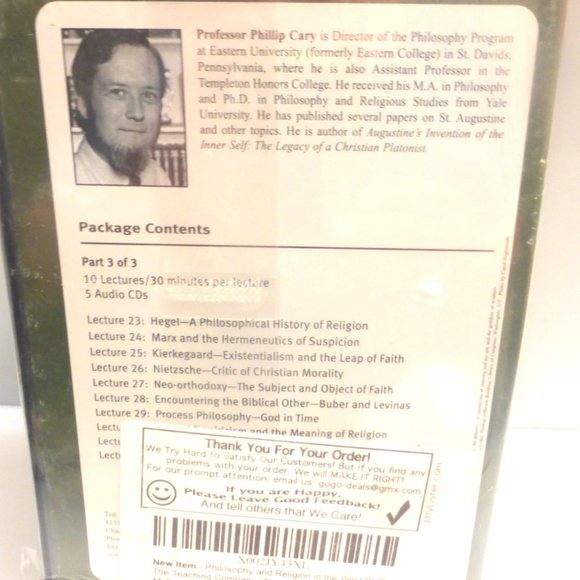 Professor Phillip Cary is Director of the Philosophy Program
at Eastern University (formerly Eastern College) in St. Davids,
Pennsylvania, where he is also Assistant Professor in the
Templeton Honors College. He received his M.A. in Philosophy
and Ph.D. in Philosophy and Religious Studies from Yale
University. He has published several papers on St. Augustine
and other topics. He is author of Augustine's Invention of the
Inner Self: The Legacy of a Christian Platonist.
Package Contents
Part 3 of 3
10 Lectures/30 minutes per lecture
5 Audio CDs
Lecture 23: Hegel—A Philosophical History of Religion
Lecture 24: Marx and the Hermeneutics of Suspicion
Lecture 25: Kierkegaard—Existentialism and the Leap of Faith
Lecture 26: Nietzsche—Critic of Christian Morality
Lecture 27: Neo-orthodoxy—The Subject and Object of Faith
Lecture 28: Encountering the Biblical Other—Buber and Levinas
Lecture 29: Process Philosophy—God in Time
and the Meaning of Religion
Thank You For Your Order!
We Try Hard to Satisfy Our Customers! But if you find any
problems with your order, We will MAKE IT RIGHT!
For our prompt attention, email us: gogo-deals@gmx.com
If you are Happy,
Please Leave Good Feedback!
And tell others that We Care!
X002JY43XL
New Item - Philosophy and Religion in the West
The Teaching Company